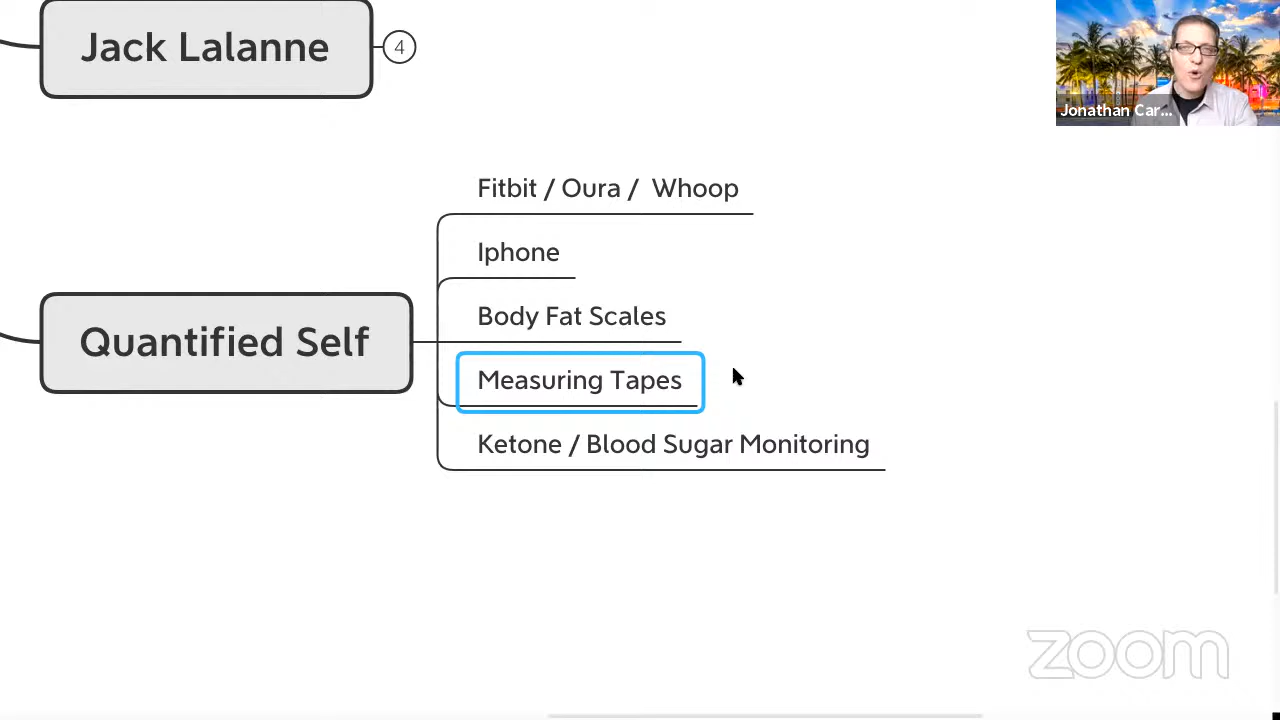 Jack Lalanne
4
Jonathan Car...
Fitbit / Oura / Whoop
Iphone
Body Fat Scales
Quantified Self
Measuring Tapes
Ketone / Blood Sugar Monitoring
zoom